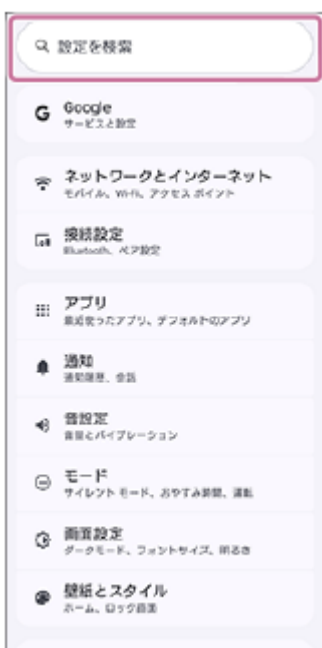 設定を検索
Google
サービスと設定
ネットワークとインターネット
モバイル、Wi-Fi、アクセス ポイント
接続設定
Bluetooth、ペア設定
アプリ
最近使ったアプリ、デフォルトのアプリ
通知
通知履歴、会話
音設定
音量とバイブレーション
モード
サイレント モード、おやすみ時間、運転
画面設定
ダークモード、フォントサイズ、明るさ
壁紙とスタイル
ホーム、ロック画面